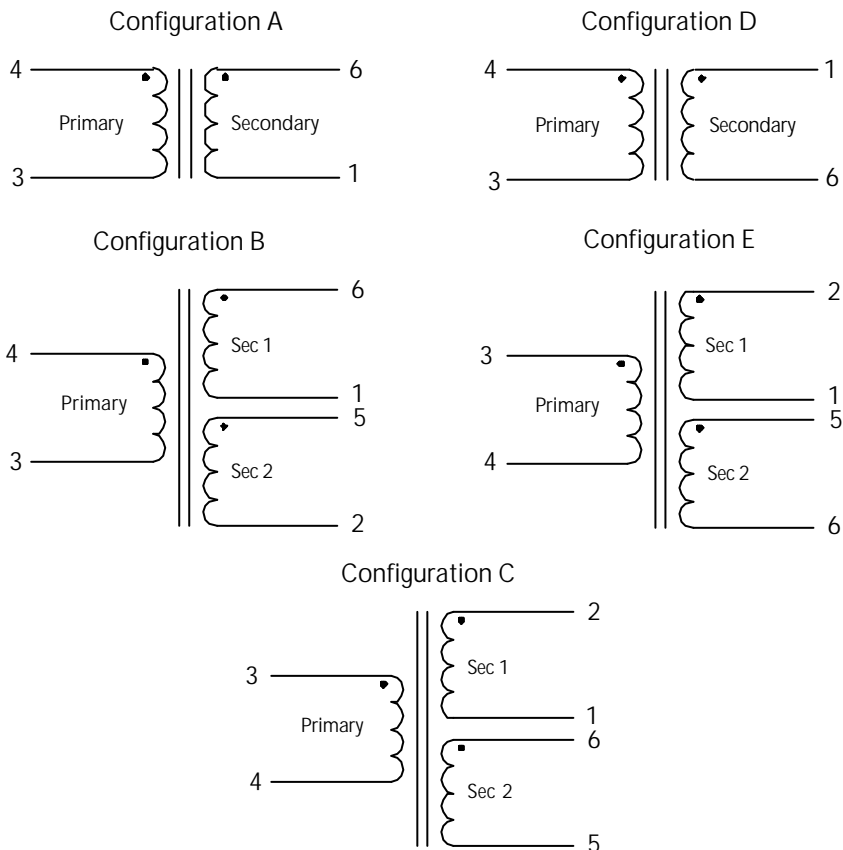 Configuration A
4
Primary
3
6
Secondary
1
Configuration D
4
Primary
3
1
Secondary
6
Configuration B
4
Primary
3
6
Sec 1
1
5
Sec 2
2
Configuration E
3
Primary
4
2
Sec 1
1
5
Sec 2
6
Configuration C
3
Primary
4
2
Sec 1
1
6
Sec 2
5